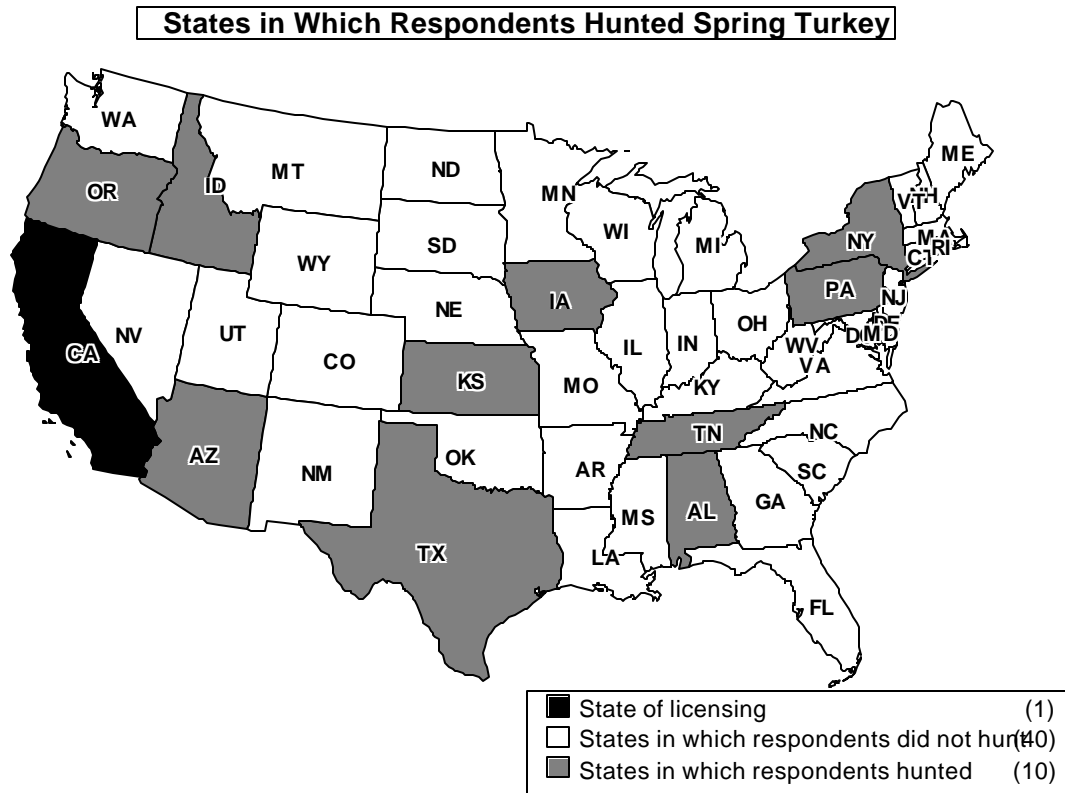 States in Which Respondents Hunted Spring Turkey
WA
MT
ND
MN
ME
OR
ID
SD
WI
MI
VT
NH
NY
MA
RI
CT
WY
IA
PA
NJ
NE
NV
UT
CO
IL
IN
OH
DE
DC
MD
WV
VA
CA
KS
MO
KY
AZ
NM
OK
AR
TN
NC
SC
MS
AL
GA
TX
LA
FL
State of licensing (1)
States in which respondents did not hunt (40)
States in which respondents hunted (10)